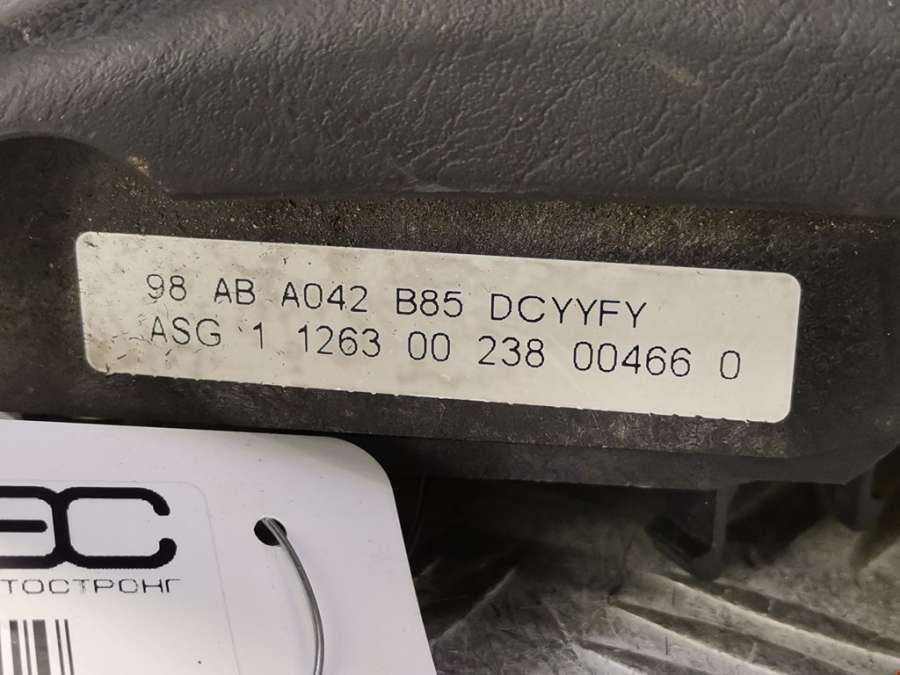 98 AB A042 B85 DCYYFY
ASG 1 1263 00 238 00466 0